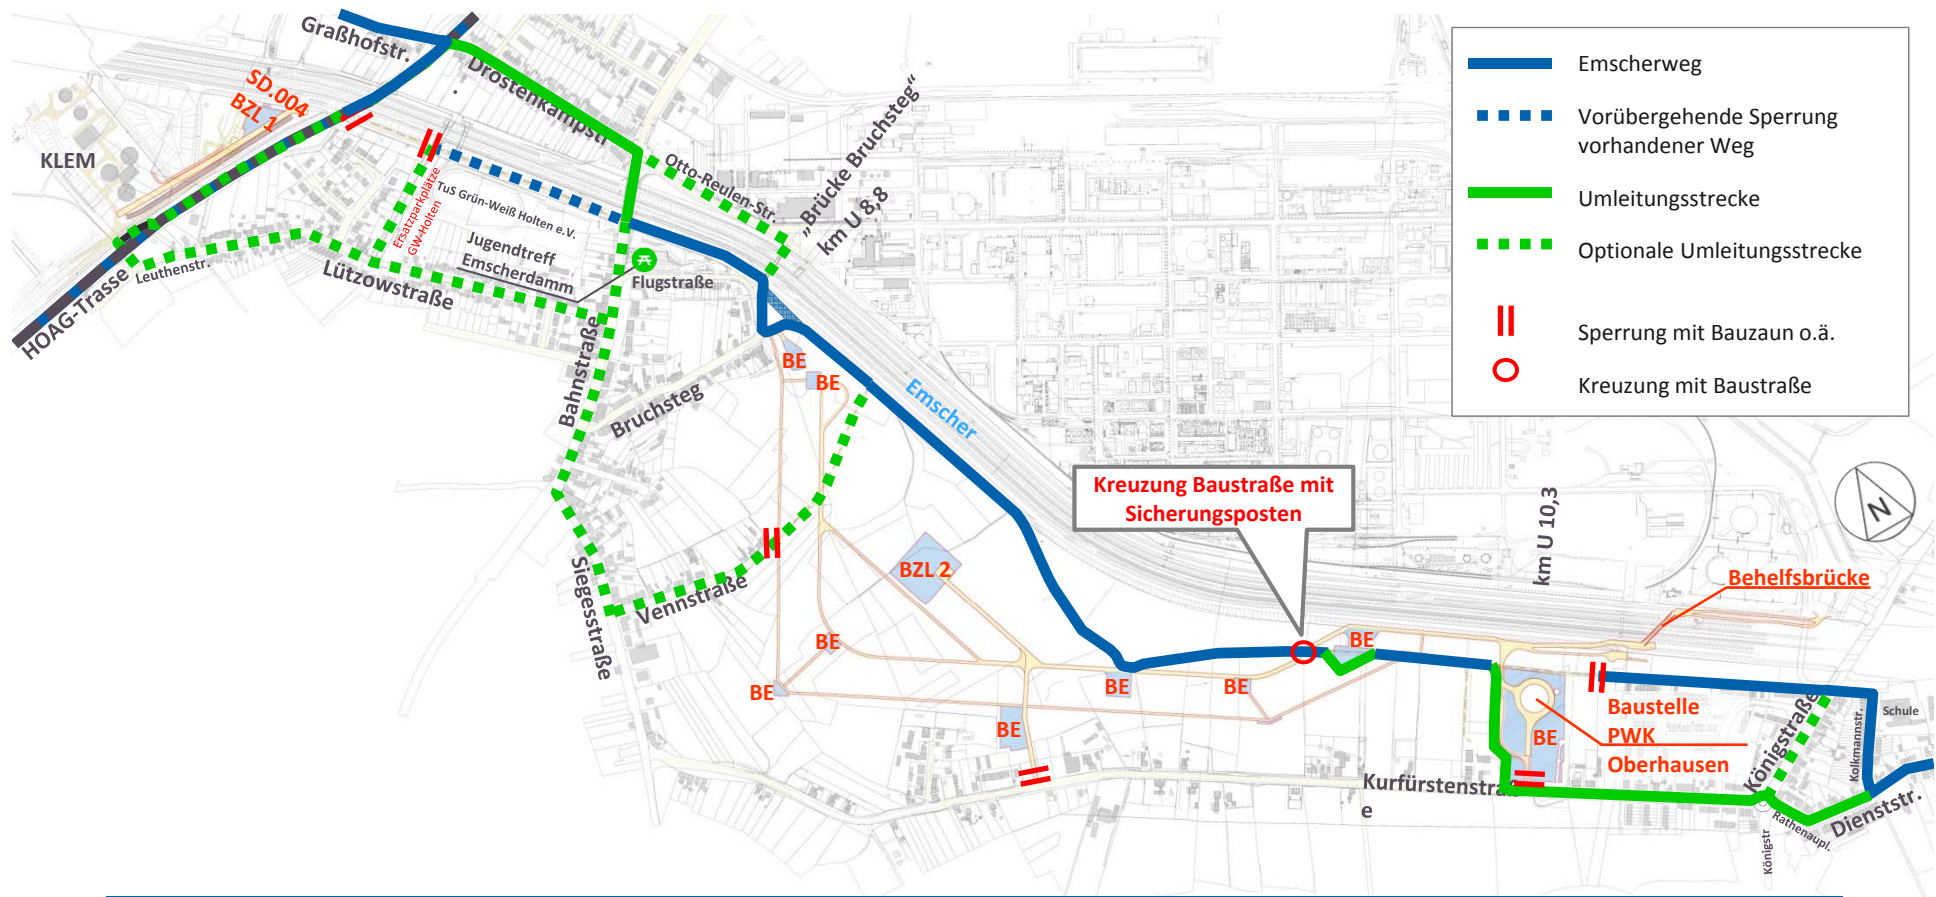 Graßhofstr.
Drostenkampstr
SD.004
BZL 1
KLEM
Otto-Reulen-Str.
„Brücke Bruchsteg“
km U 8,8
Ersatzparkplätze
GW-Holten
TuS Grün-Weiß Holten e.V.
Jugendtreff
Emscherdamm
Flugstraße
Leuthenstr.
Lützowstraße
HOAG-Trasse
Bahnstraße
Bruchsteg
BE
BE
Emscher
Siegesstraße
Vennstraße
BZL 2
Kreuzung Baustraße mit
Sicherungsposten
km U 10,3
N
Behelfsbrücke
BE
BE
BE
BE
BE
BE
BE
Baustelle
PWK
Oberhausen
Kurfürstenstraß
e
Königstraße
Kolkmannstr.
Schule
Rathenaupl.
Dienststr.
Königstr
Emscherweg
Vorübergehende Sperrung
vorhandener Weg
Umleitungsstrecke
Optionale Umleitungsstrecke
Sperrung mit Bauzaun o.ä.
Kreuzung mit Baustraße